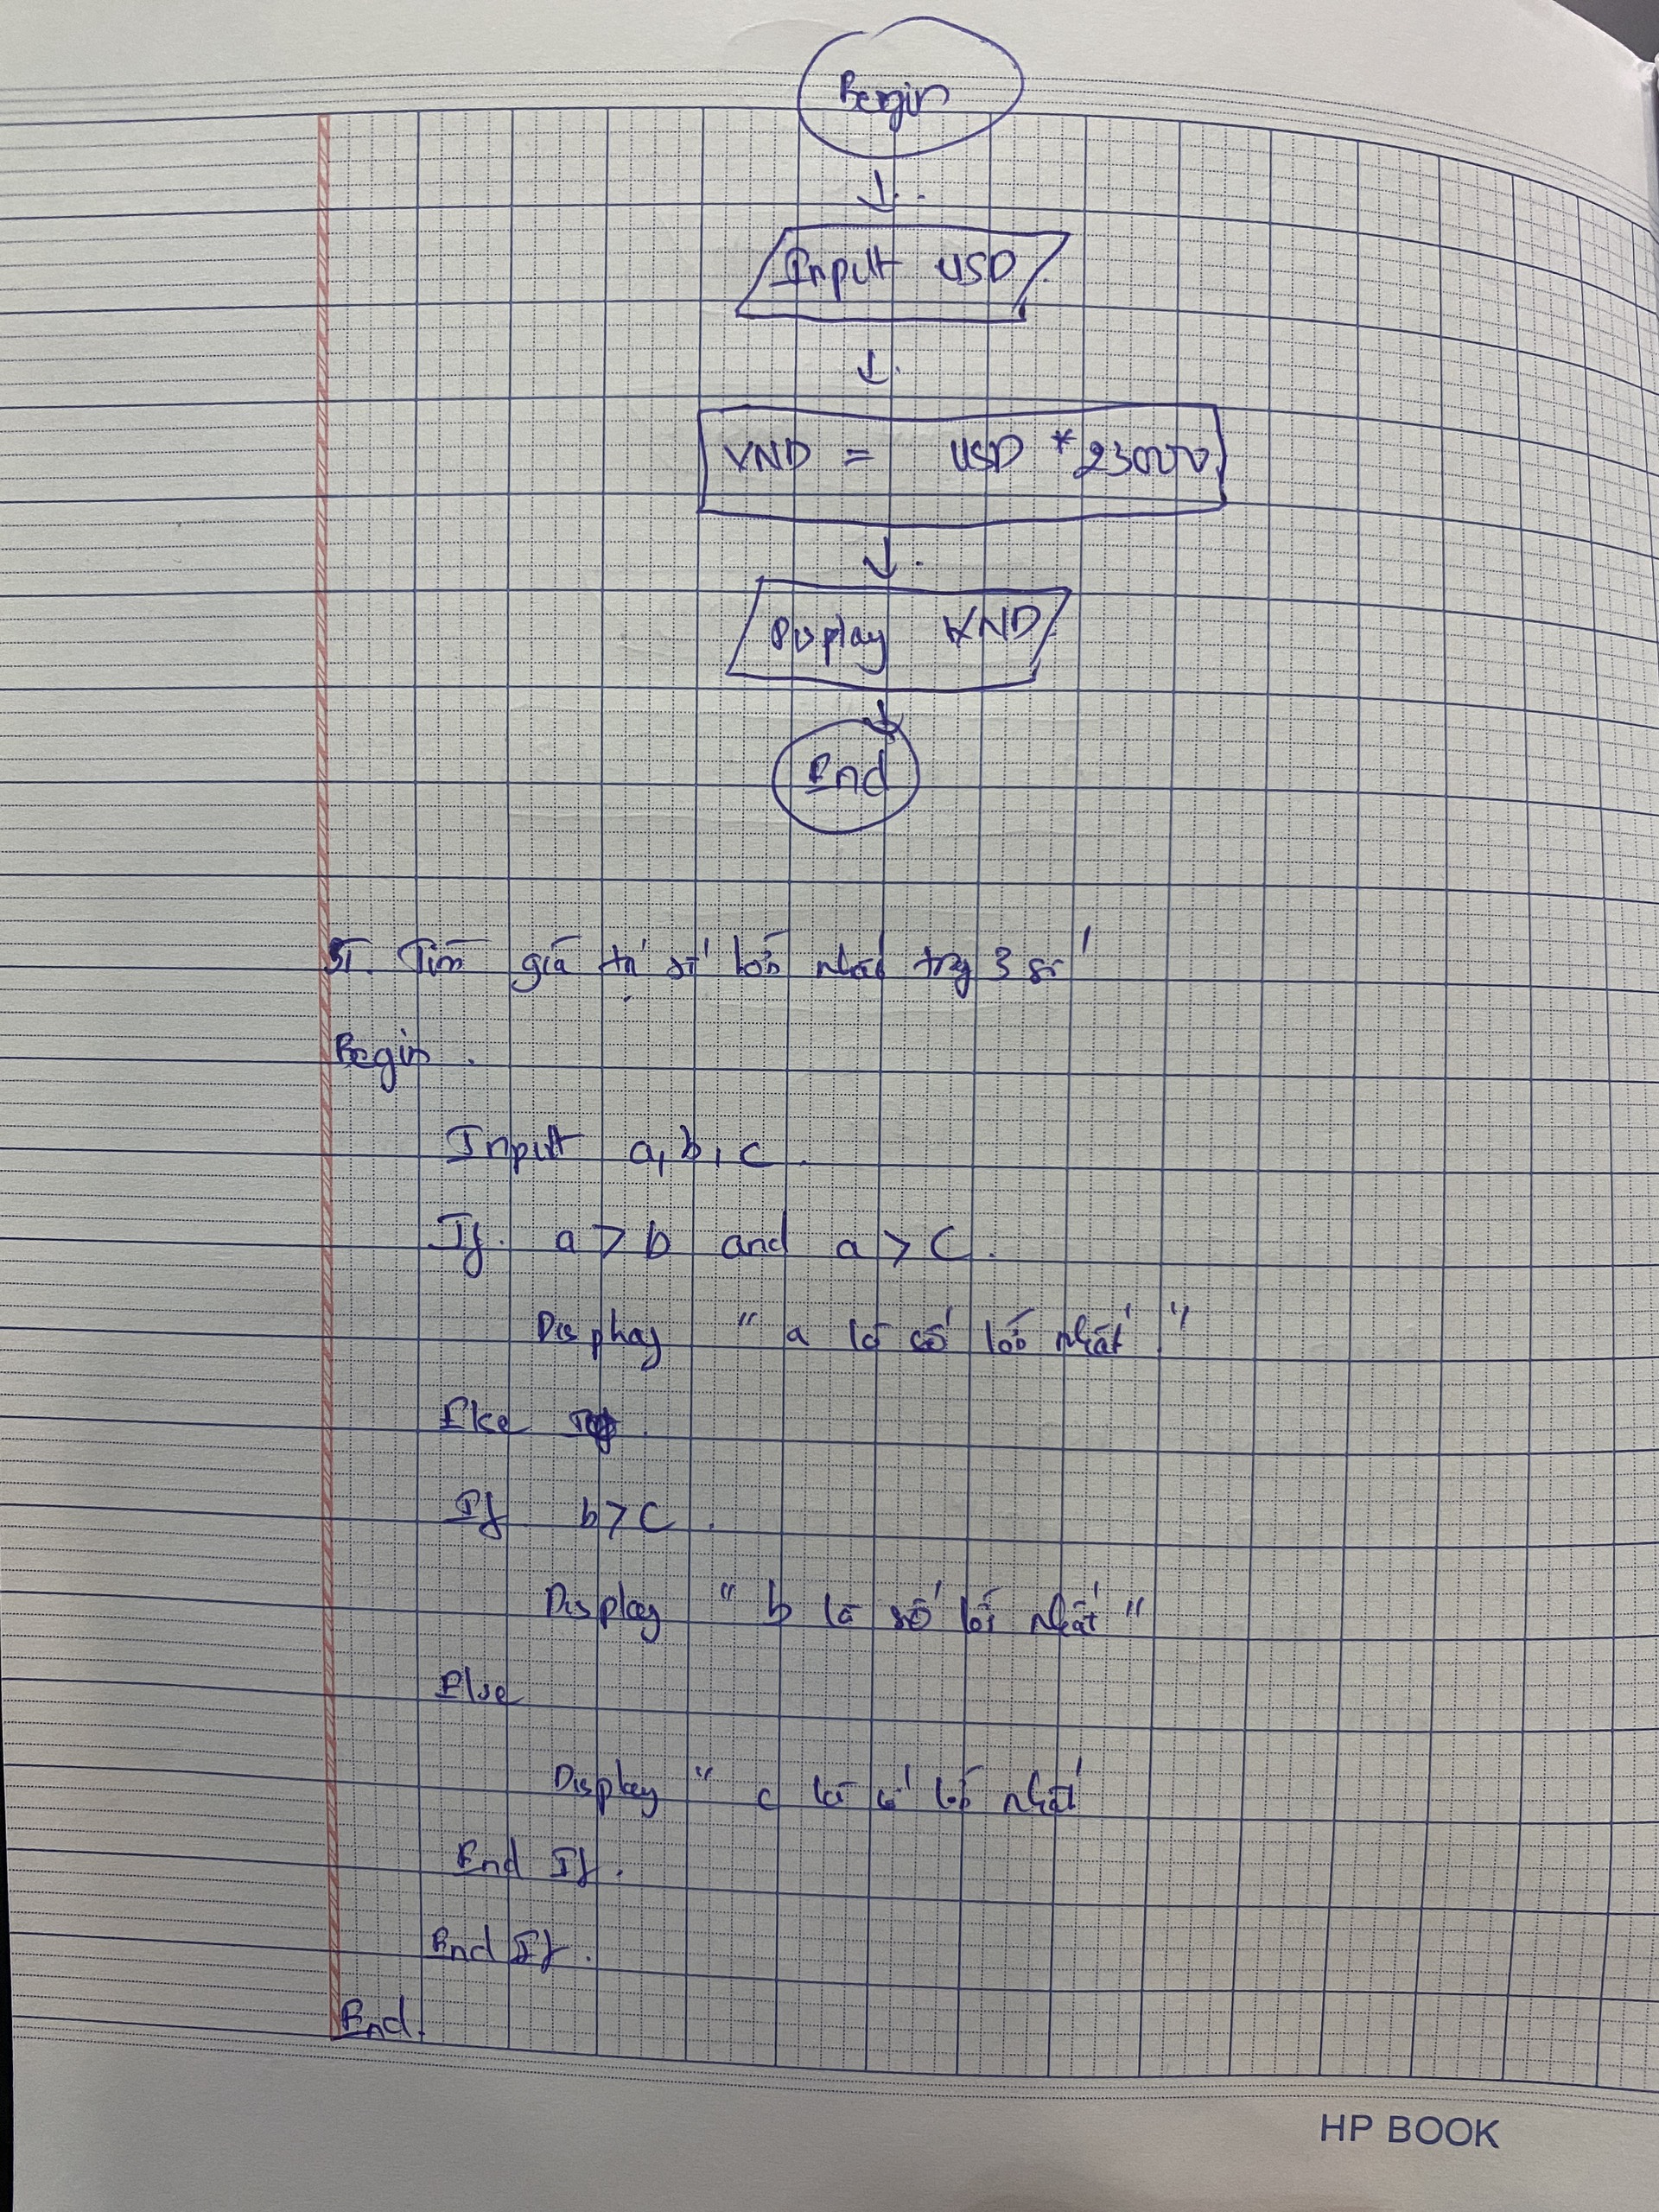 Begin
Input USD
VND = USD * 23000
Display VND
End
5. Tìm giá trị số lớn nhất trg 3 số
Begin.
Input a, b, c.
If. a > b and a > c.
Display " a là số lớn nhất "
Else
If b > c.
Display " b là số lớn nhất "
Else
Display " c là số lớn nhất
End If.
End If.
End.
HP BOOK